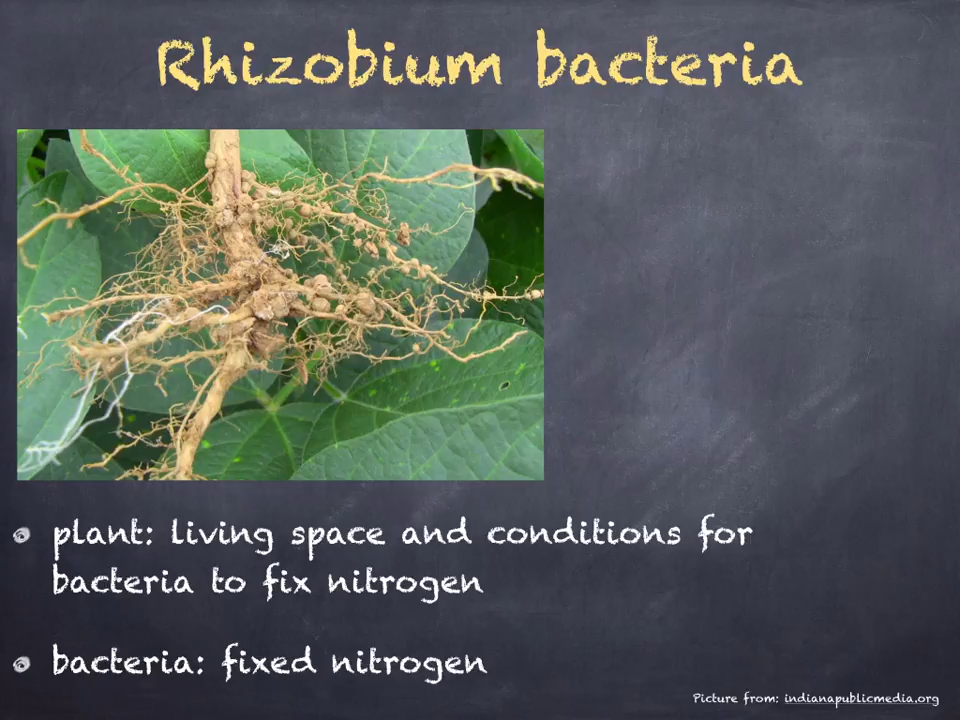 Rhizobium bacteria
plant: living space and conditions for
bacteria to fix nitrogen
bacteria: fixed nitrogen
Picture from: indianapublicmedia.org